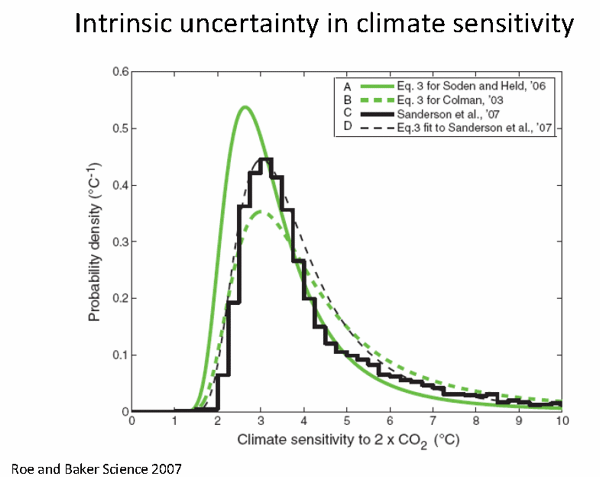 Intrinsic uncertainty in climate sensitivity
0.6
0.5
0.4
0.3
0.2
0.1
0
Probability density (°C⁻¹)
A Eq. 3 for Soden and Held, '06
B Eq. 3 for Colman, '03
C Sanderson et al., '07
D Eq.3 fit to Sanderson et al., '07
0 1 2 3 4 5 6 7 8 9 10
Climate sensitivity to 2 x CO₂ (°C)
Roe and Baker Science 2007